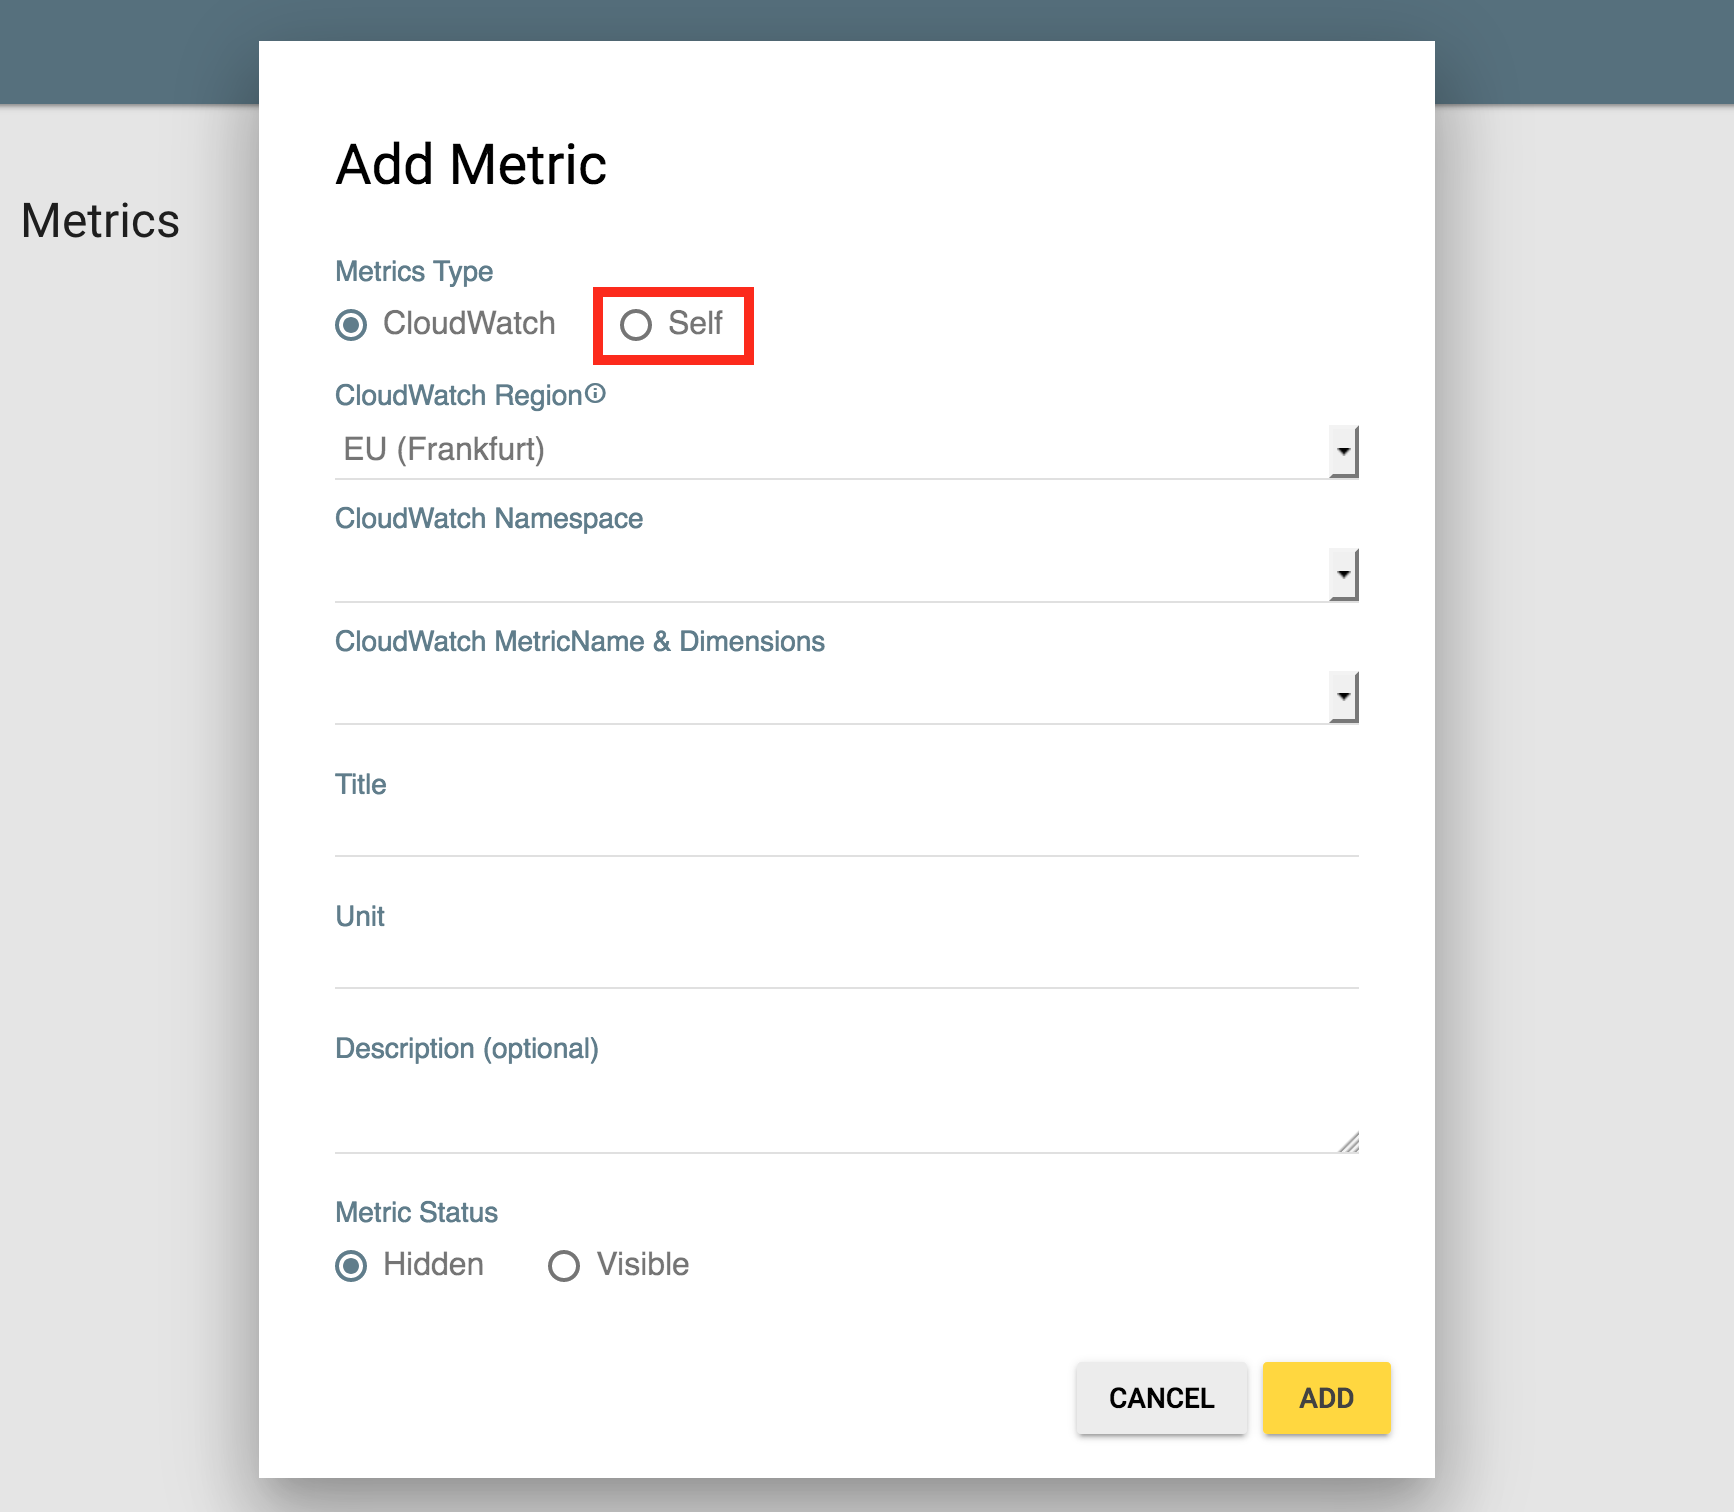 Metrics
Add Metric
Metrics Type
CloudWatch Self
CloudWatch Region
EU (Frankfurt)
CloudWatch Namespace
CloudWatch MetricName & Dimensions
Title
Unit
Description (optional)
Metric Status
Hidden Visible
CANCEL ADD